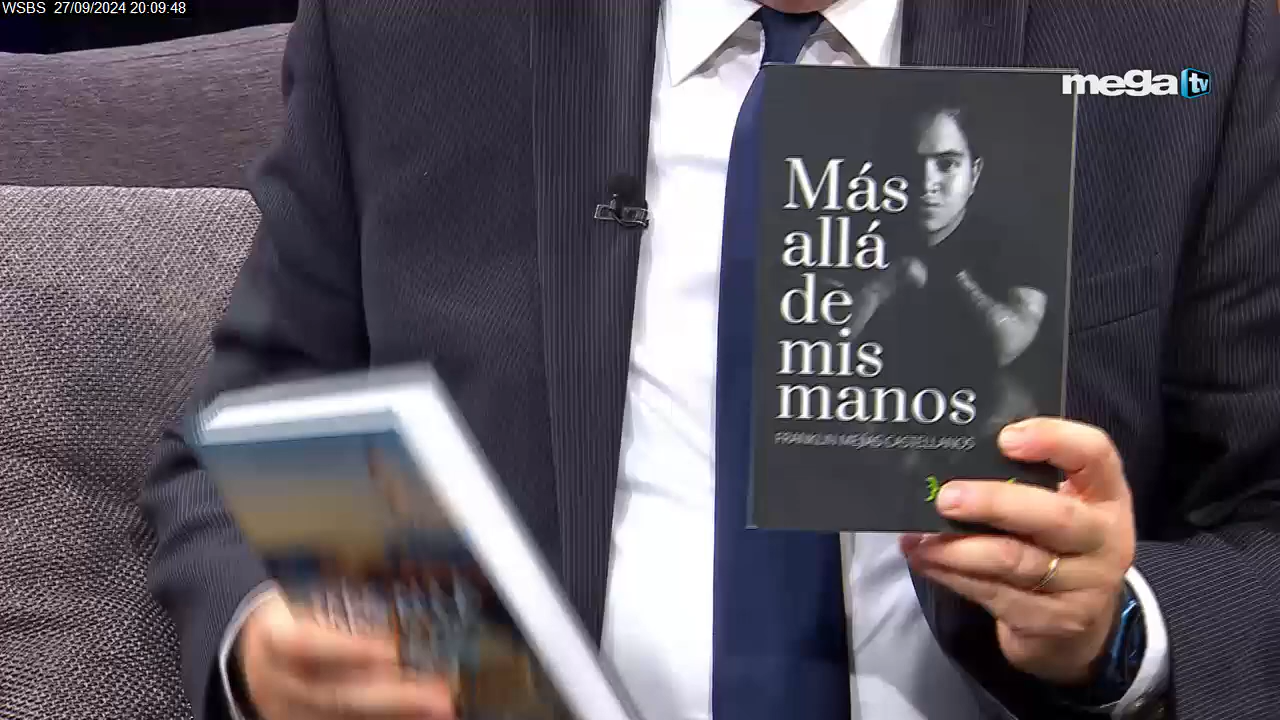 WSBS 27/09/2024 20:09:48
mega tv
Más
allá
de
mis
manos
FRANKLIN MEJÍAS CASTELLANOS